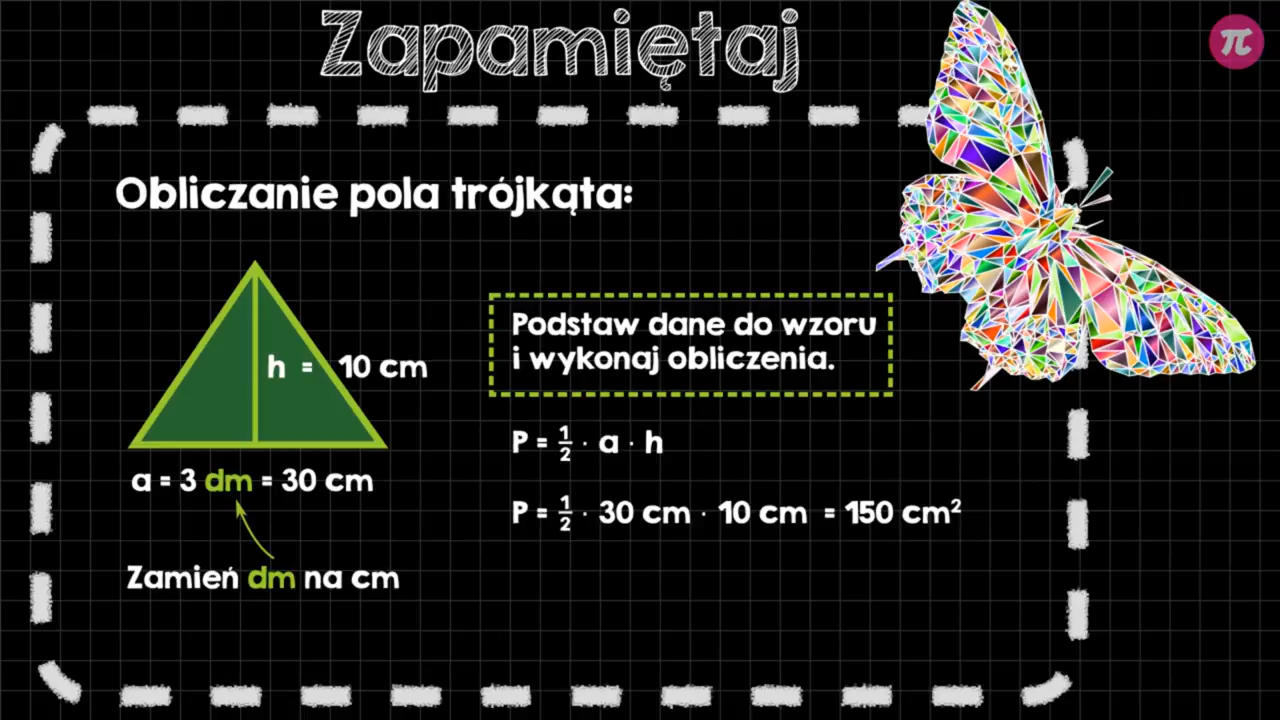 Zapamiętaj
π
Obliczanie pola trójkąta:
h = 10 cm
a = 3 dm = 30 cm
Zamień dm na cm
Podstaw dane do wzoru
i wykonaj obliczenia.
P = 1/2 · a · h
P = 1/2 · 30 cm · 10 cm = 150 cm²